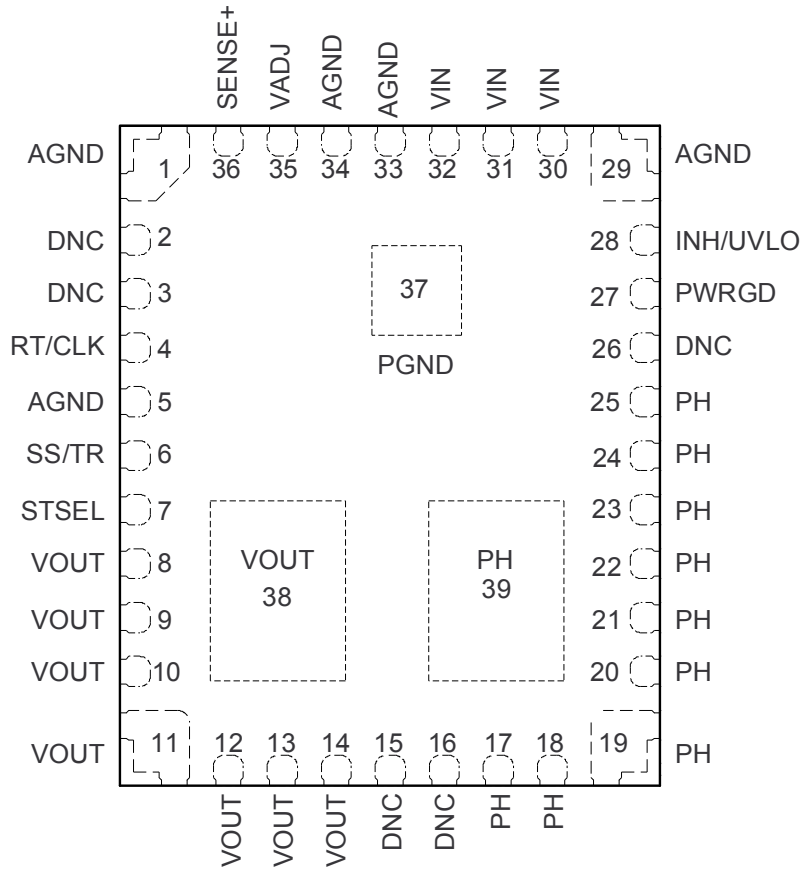 SENSE+
VADJ
AGND
AGND
VIN
VIN
VIN
AGND
1
36
35
34
33
32
31
30
29
AGND
DNC
2
28
INH/UVLO
DNC
3
37
27
PWRGD
RT/CLK
4
PGND
26
DNC
AGND
5
25
PH
SS/TR
6
24
PH
STSEL
7
23
PH
VOUT
8
VOUT
38
PH
39
22
PH
VOUT
9
21
PH
VOUT
10
20
PH
VOUT
11
12
13
14
15
16
17
18
19
PH
VOUT
VOUT
VOUT
DNC
DNC
PH
PH